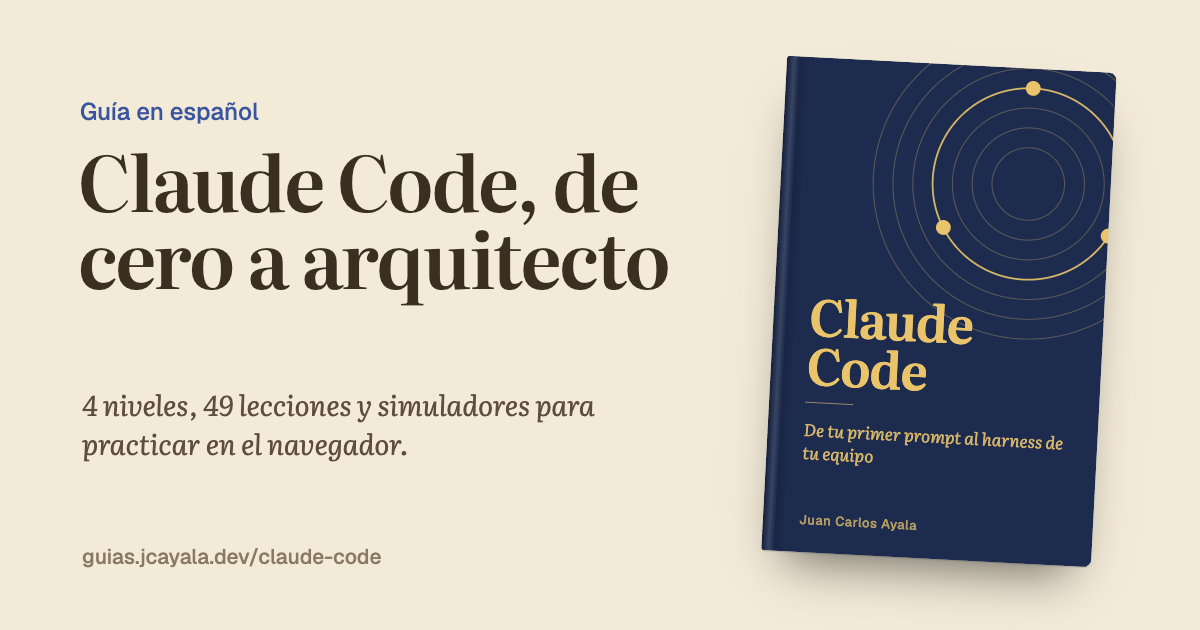 Guía en español
Claude Code, de
cero a arquitecto
4 niveles, 49 lecciones y simuladores para
practicar en el navegador.
guias.jcayala.dev/claude-code
Claude
Code
De tu primer prompt al harness de
tu equipo
Juan Carlos Ayala